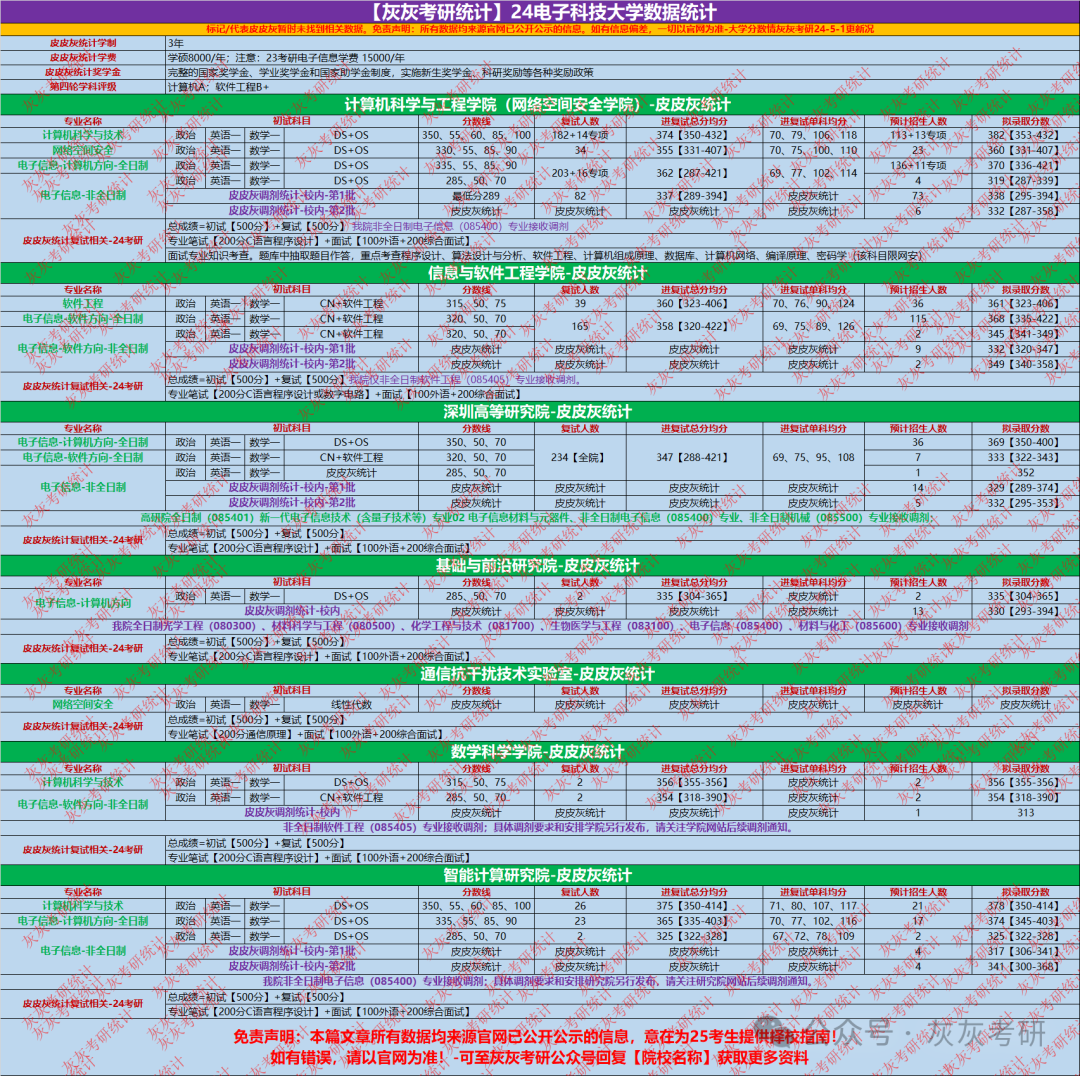 【灰灰考研统计】24电子科技大学数据统计
标记/代表皮皮灰暂时未找到相关数据。免责声明：所有数据均来源官网已公开公示的信息。如有信息偏差，一切以官网为准-大学分数情灰灰考研24-5-1更新况
皮皮灰统计学制 3年
皮皮灰统计学费 学硕8000/年；注意：23考研电子信息学费 15000/年
皮皮灰统计奖学金 完整的国家奖学金、学业奖学金和国家助学金制度，实施新生奖学金、科研奖励等各种奖励政策
第四轮学科评级 计算机A；软件工程B+
计算机科学与工程学院（网络空间安全学院）-皮皮灰统计
专业名称 初试科目 分数线 复试人数 进复试总分均分 进复试单科均分 预计招生人数 拟录取分数
计算机科学与技术 政治 英语一 数学一 DS+OS 350、55、60、85、100 182+14专项 374【350-432】 70、79、106、118 113+13专项 382【353-432】
网络空间安全 政治 英语一 数学一 DS+OS 330、55、85、90 34 355【331-407】 70、75、100、110 23 360【331-407】
电子信息-计算机方向-全日制 政治 英语一 数学一 DS+OS 335、55、85、90 203+16专项 362【287-421】 69、77、102、114 136+11专项 370【336-421】
电子信息-非全日制 政治 英语一 数学一 DS+OS 285、50、70 4 319【287-339】
皮皮灰调剂统计-校内-第1批 最低分289 82 337【289-394】 皮皮灰统计 73 338【295-394】
皮皮灰调剂统计-校内-第2批 皮皮灰统计 皮皮灰统计 皮皮灰统计 皮皮灰统计 6 332【287-358】
皮皮灰统计复试相关-24考研 总成绩=初试【500分】+复试【500分】我院非全日制电子信息（085400）专业接收调剂
专业笔试【200分C语言程序设计】+面试【100外语+200综合面试】
面试专业知识考查。题库中抽取题目作答，重点考查程序设计、算法设计与分析、软件工程、计算机组成原理、数据库、计算机网络、编译原理、密码学（该科目限网安）
信息与软件工程学院-皮皮灰统计
专业名称 初试科目 分数线 复试人数 进复试总分均分 进复试单科均分 预计招生人数 拟录取分数
软件工程 政治 英语一 数学一 CN+软件工程 315、50、75 39 360【323-406】 70、76、90、124 36 361【323-406】
电子信息-软件方向-全日制 政治 英语一 数学一 CN+软件工程 320、50、70 165 358【320-422】 69、75、89、126 115 368【335-422】
电子信息-软件方向-非全日制 政治 英语一 数学一 CN+软件工程 320、50、70 2 345【341-349】
皮皮灰调剂统计-校内-第1批 皮皮灰统计 皮皮灰统计 皮皮灰统计 皮皮灰统计 9 332【320-347】
皮皮灰调剂统计-校内-第2批 皮皮灰统计 皮皮灰统计 皮皮灰统计 皮皮灰统计 2 349【340-358】
皮皮灰统计复试相关-24考研 总成绩=初试【500分】+复试【500分】我院仅非全日制软件工程（085405）专业接收调剂。
专业笔试【200分C语言程序设计或数字电路】+面试【100外语+200综合面试】
深圳高等研究院-皮皮灰统计
专业名称 初试科目 分数线 复试人数 进复试总分均分 进复试单科均分 预计招生人数 拟录取分数
电子信息-计算机方向-全日制 政治 英语一 数学一 DS+OS 350、50、70 234【全院】 347【288-421】 69、75、95、108 36 369【350-400】
电子信息-软件方向-全日制 政治 英语一 数学一 CN+软件工程 320、50、70 7 333【322-343】
电子信息-非全日制 政治 英语一 数学一 皮皮灰统计 285、50、70 1 352
皮皮灰调剂统计-校内-第1批 皮皮灰统计 皮皮灰统计 皮皮灰统计 皮皮灰统计 14 329【289-374】
皮皮灰调剂统计-校内-第2批 皮皮灰统计 皮皮灰统计 皮皮灰统计 皮皮灰统计 5 332【295-353】
高研院全日制（085401）新一代电子信息技术（含量子技术等）专业02 电子信息材料与元器件、非全日制电子信息（085400）专业、非全日制机械（085500）专业接收调剂；
皮皮灰统计复试相关-24考研 总成绩=初试【500分】+复试【500分】
专业笔试【200分C语言程序设计】+面试【100外语+200综合面试】
基础与前沿研究院-皮皮灰统计
专业名称 初试科目 分数线 复试人数 进复试总分均分 进复试单科均分 预计招生人数 拟录取分数
电子信息-计算机方向 政治 英语一 数学一 DS+OS 285、50、70 2 335【304-365】 皮皮灰统计 2 335【304-365】
皮皮灰调剂统计-校内 皮皮灰统计 皮皮灰统计 皮皮灰统计 皮皮灰统计 13 330【293-394】
我院全日制光学工程（080300）、材料科学与工程（080500）、化学工程与技术（081700）、生物医学与工程（083100）、电子信息（085400）、材料与化工（085600）专业接收调剂
皮皮灰统计复试相关-24考研 总成绩=初试【500分】+复试【500分】
专业笔试【200分C语言程序设计】+面试【100外语+200综合面试】
通信抗干扰技术实验室-皮皮灰统计
专业名称 初试科目 分数线 复试人数 进复试总分均分 进复试单科均分 预计招生人数 拟录取分数
网络空间安全 政治 英语一 数学一 线性代数 皮皮灰统计 皮皮灰统计 皮皮灰统计 皮皮灰统计 皮皮灰统计 皮皮灰统计
皮皮灰统计复试相关-24考研 总成绩=初试【500分】+复试【500分】
专业笔试【200分通信原理】+面试【100外语+200综合面试】
数学科学学院-皮皮灰统计
专业名称 初试科目 分数线 复试人数 进复试总分均分 进复试单科均分 预计招生人数 拟录取分数
计算机科学与技术 政治 英语一 数学一 DS+OS 315、50、75 2 356【355-356】 皮皮灰统计 2 356【355-356】
电子信息-软件方向-非全日制 政治 英语一 数学一 CN+软件工程 285、50、70 2 354【318-390】 皮皮灰统计 2 354【318-390】
皮皮灰调剂统计-校内 皮皮灰统计 皮皮灰统计 皮皮灰统计 皮皮灰统计 1 313
非全日制软件工程（085405）专业接收调剂；具体调剂要求和安排学院另行发布，请关注学院网站后续调剂通知。
皮皮灰统计复试相关-24考研 总成绩=初试【500分】+复试【500分】
专业笔试【200分C语言程序设计】+面试【100外语+200综合面试】
智能计算研究院-皮皮灰统计
专业名称 初试科目 分数线 复试人数 进复试总分均分 进复试单科均分 预计招生人数 拟录取分数
计算机科学与技术 政治 英语一 数学一 DS+OS 350、55、60、85、100 26 375【350-414】 71、80、107、117 21 378【350-414】
电子信息-计算机方向-全日制 政治 英语一 数学一 DS+OS 335、55、85、90 23 365【335-403】 70、77、102、116 17 374【345-403】
电子信息-非全日制 政治 英语一 数学一 DS+OS 285、50、70 2 325【322-328】 67、72、78、109 2 325【322-328】
皮皮灰调剂统计-校内-第1批 皮皮灰统计 皮皮灰统计 皮皮灰统计 皮皮灰统计 4 317【306-341】
皮皮灰调剂统计-校内-第2批 皮皮灰统计 皮皮灰统计 皮皮灰统计 皮皮灰统计 4 341【300-368】
我院非全日制电子信息（085400）专业接收调剂；具体调剂要求和安排研究院另行发布，请关注研究院网站后续调剂通知。
皮皮灰统计复试相关-24考研 总成绩=初试【500分】+复试【500分】
专业笔试【200分C语言程序设计】+面试【100外语+200综合面试】
免责声明：本篇文章所有数据均来源官网已公开公示的信息，意在为25考生提供择校指南！
如有错误，请以官网为准！-可至灰灰考研公众号回复【院校名称】获取更多资料
公众号·灰灰考研